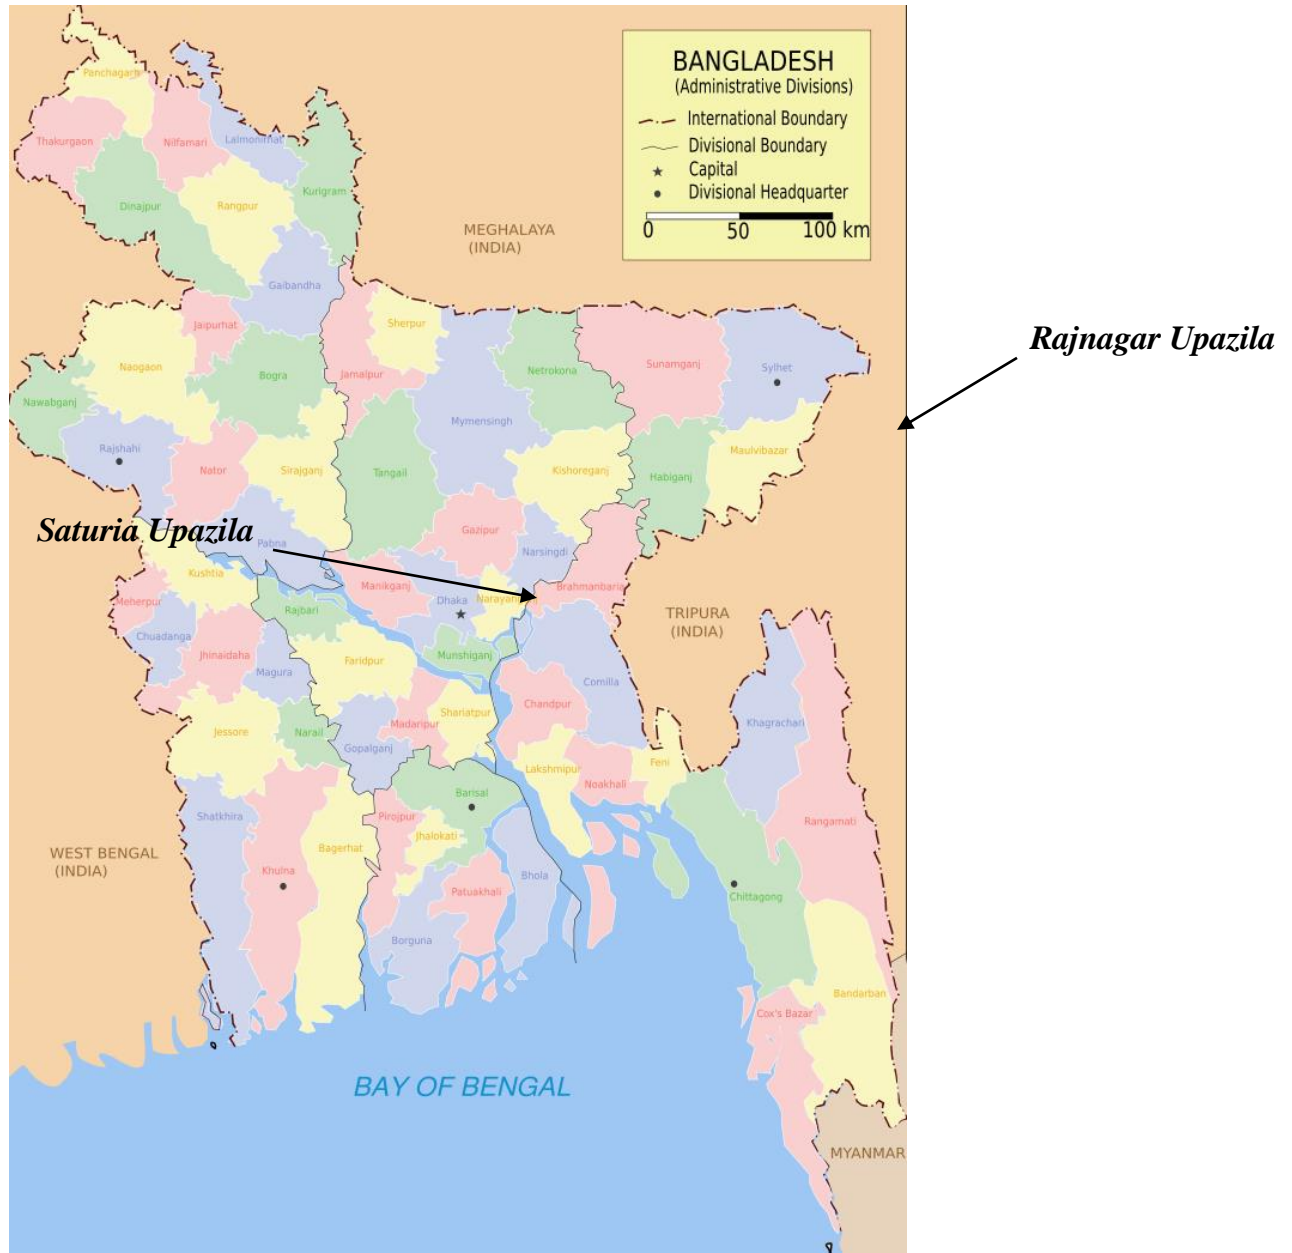 BANGLADESH
(Administrative Divisions)
International Boundary
Divisional Boundary
Capital
Divisional Headquarter
0 50 100 km
Panchagarh
Thakurgaon
Nilfamari
Lalmonirhat
Dinajpur
Rangpur
Kurigram
MEGHALAYA
(INDIA)
Gaibandha
Jaipurhat
Sherpur
Rajnagar Upazila
Naogaon
Bogra
Jamalpur
Netrokona
Sunamganj
Sylhet
Nawabganj
Mymensingh
Rajshahi
Nator
Sirajganj
Tangail
Kishoreganj
Habiganj
Maulvibazar
Saturia Upazila
Pabna
Gazipur
Narsingdi
Kushtia
Manikganj
Dhaka
Brahmanbaria
Meherpur
Rajbari
TRIPURA
(INDIA)
Chuadanga
Jhinaidaha
Magura
Faridpur
Munshiganj
Comilla
Jessore
Narail
Gopalganj
Madaripur
Shariatpur
Chandpur
Khagrachari
Lakshmipur
Noakhali
Feni
Shatkhira
Khulna
Bagerhat
Pirojpur
Barisal
Jhalokati
Rangamati
WEST BENGAL
(INDIA)
Patuakhali
Bhola
Chittagong
Borguna
Bandarban
Cox's Bazar
BAY OF BENGAL
MYANMAR